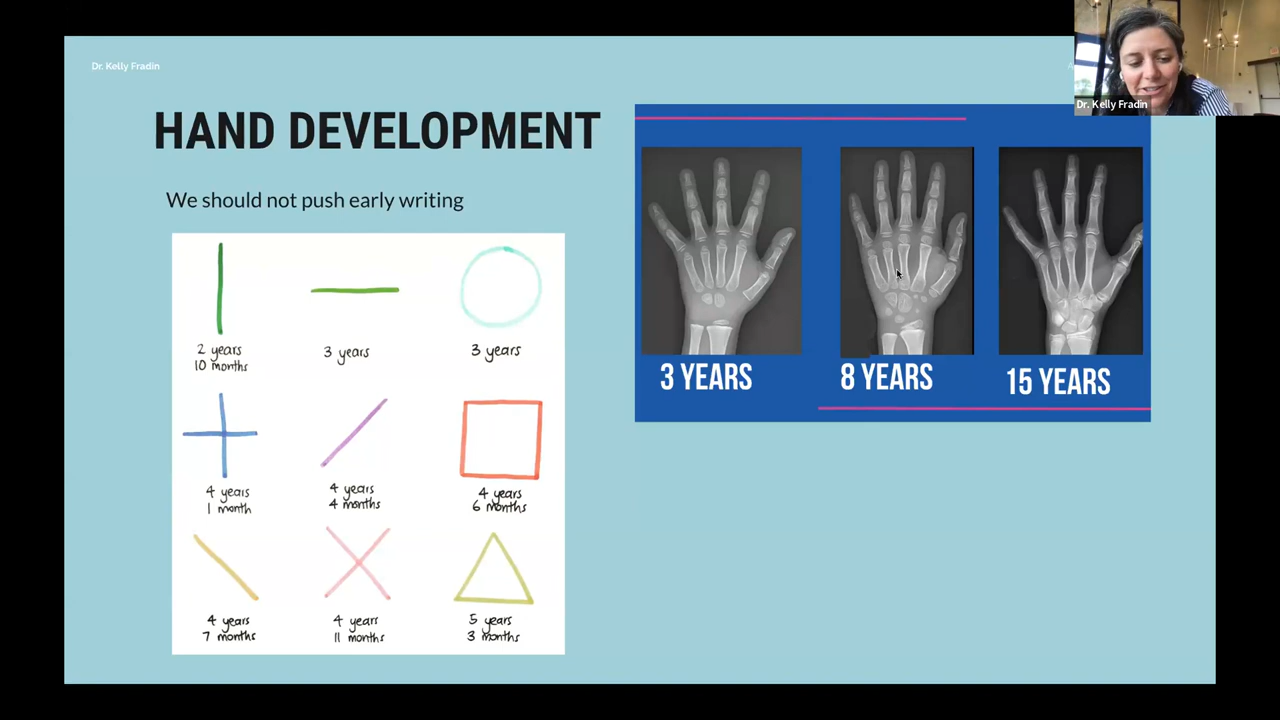 Dr. Kelly Fradin
Dr. Kelly Fradin
HAND DEVELOPMENT
We should not push early writing
2 years
10 months
3 years
3 years
4 years
1 month
4 years
4 months
4 years
6 months
4 years
7 months
4 years
11 months
5 years
3 months
3 YEARS
8 YEARS
15 YEARS